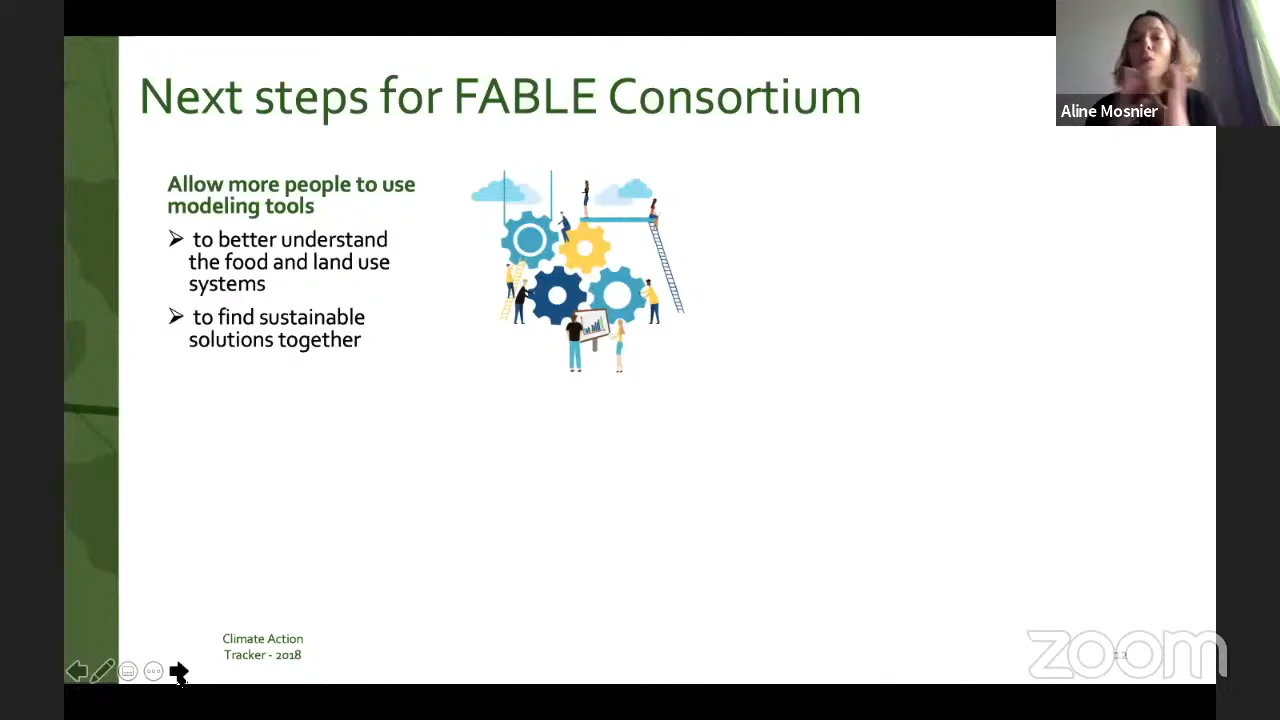 Next steps for FABLE Consortium
Aline Mosnier
Allow more people to use
modeling tools
➢ to better understand
the food and land use
systems
➢ to find sustainable
solutions together
Climate Action
Tracker - 2018
12
zoom